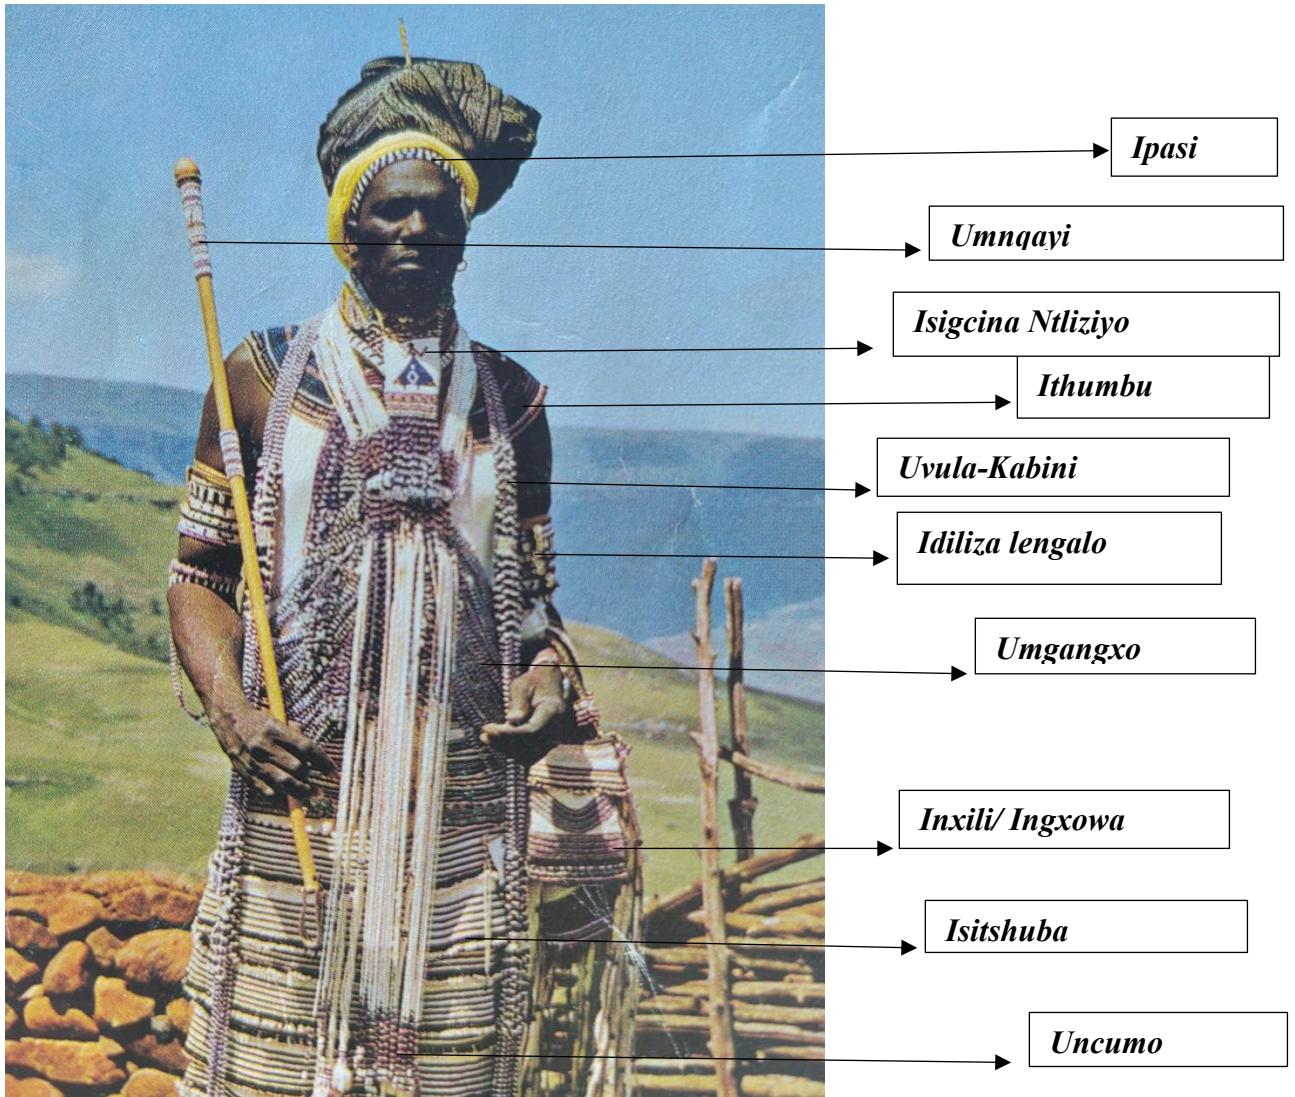 Ipasi
Umnqayi
Isigcina Ntliziyo
Ithumbu
Uvula-Kabini
Idiliza lengalo
Umgangxo
Inxili/ Ingxowa
Isitshuba
Uncumo